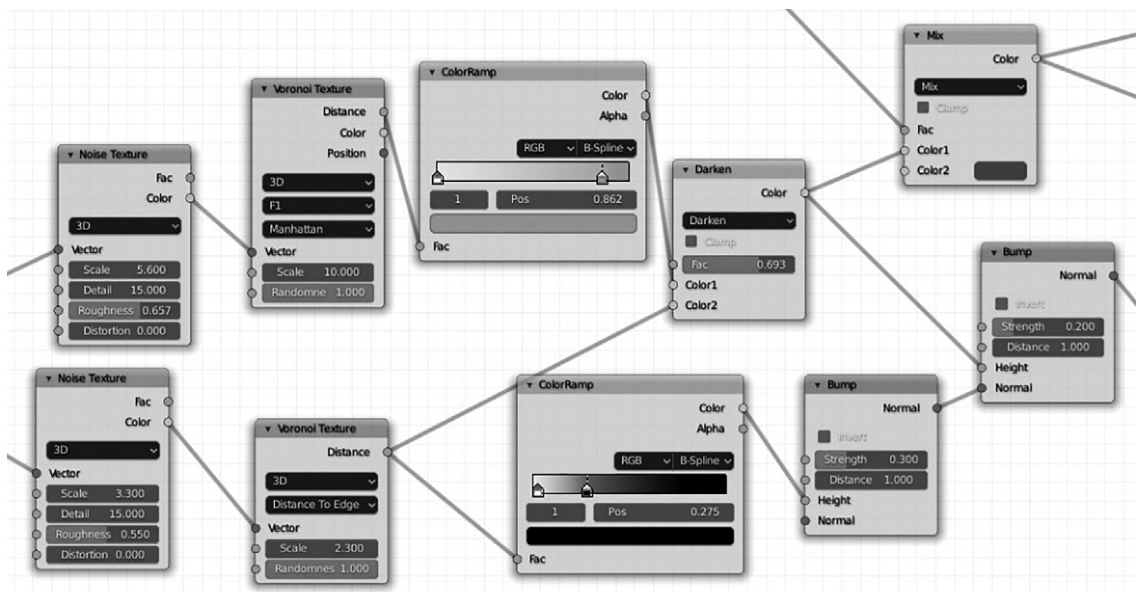 Noise Texture
Fac
Color
3D
Vector
Scale 5.600
Detail 15.000
Roughness 0.657
Distortion 0.000
Voronoi Texture
Distance
Color
Position
3D
F1
Manhattan
Vector
Scale 10.000
Randomne 1.000
ColorRamp
Color
Alpha
RGB B-Spline
1 Pos 0.862
Fac
Darken
Color
Darken
Clamp
Fac 0.693
Color1
Color2
Mix
Color
Mix
Clamp
Fac
Color1
Color2
Bump
Normal
Invert
Strength 0.200
Distance 1.000
Height
Normal
Noise Texture
Fac
Color
3D
Vector
Scale 3.300
Detail 15.000
Roughness 0.550
Distortion 0.000
Voronoi Texture
Distance
3D
Distance To Edge
Vector
Scale 2.300
Randomnes 1.000
ColorRamp
Color
Alpha
RGB B-Spline
1 Pos 0.275
Fac
Bump
Normal
Invert
Strength 0.300
Distance 1.000
Height
Normal